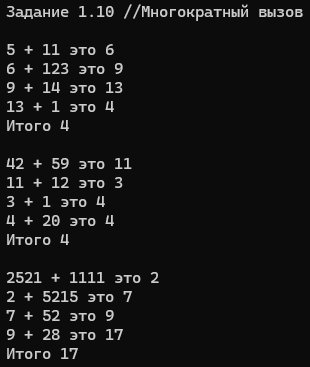 Задание 1.10 //Многократный вызов
5 + 11 это 6
6 + 123 это 9
9 + 14 это 13
13 + 1 это 4
Итого 4
42 + 59 это 11
11 + 12 это 3
3 + 1 это 4
4 + 20 это 4
Итого 4
2521 + 1111 это 2
2 + 5215 это 7
7 + 52 это 9
9 + 28 это 17
Итого 17